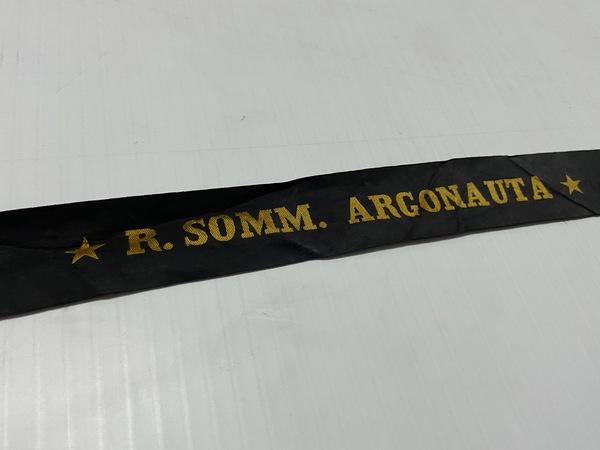 ★ R. SOMM. ARGONAUTA ★